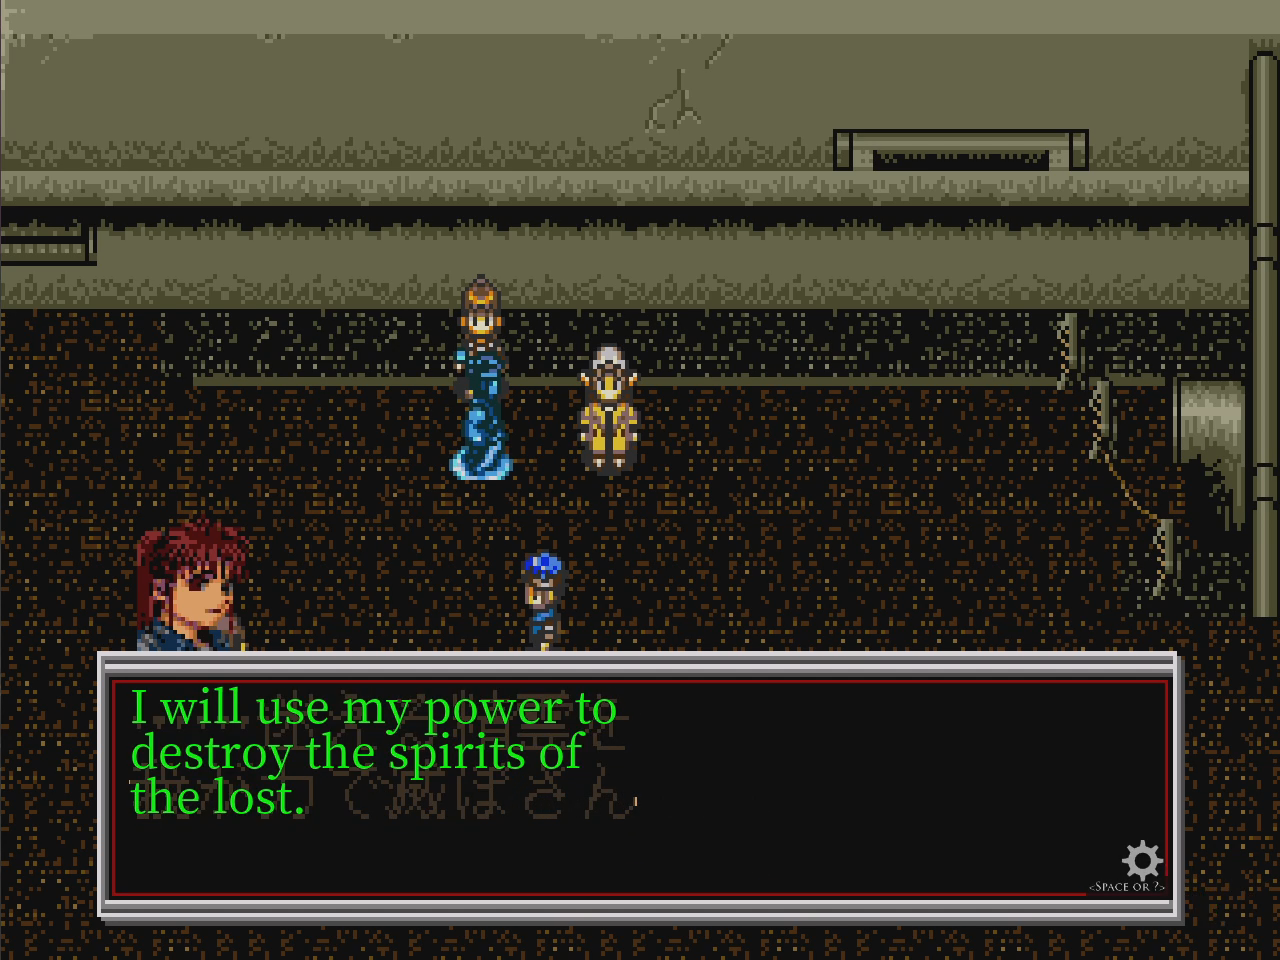 I will use my power to
destroy the spirits of
the lost.
<SPACE OR ?>